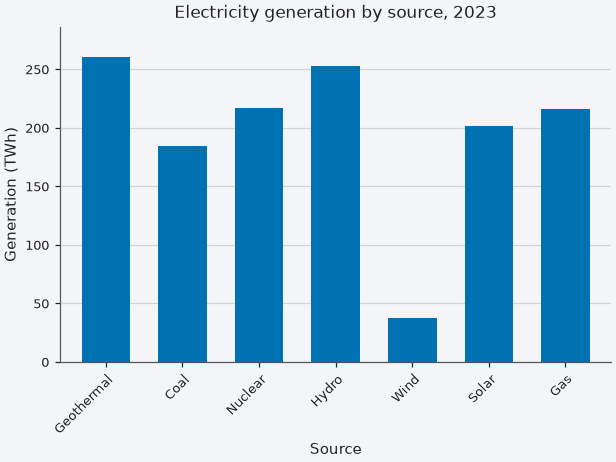 Electricity generation by source, 2023
Generation (TWh)
250
200
150
100
50
0
Geothermal
Coal
Nuclear
Hydro
Wind
Solar
Gas
Source